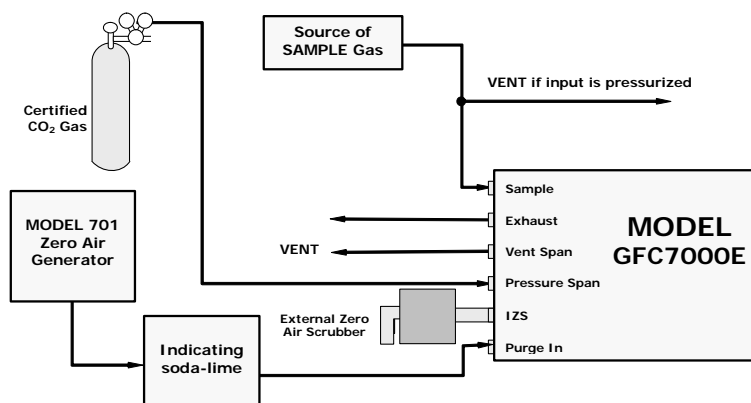 Source of
SAMPLE Gas
VENT if input is pressurized
Certified
CO₂ Gas
MODEL 701
Zero Air
Generator
Sample
Exhaust
VENT
Vent Span
Pressure Span
External Zero
Air Scrubber
IZS
Purge In
MODEL
GFC7000E
Indicating
soda-lime